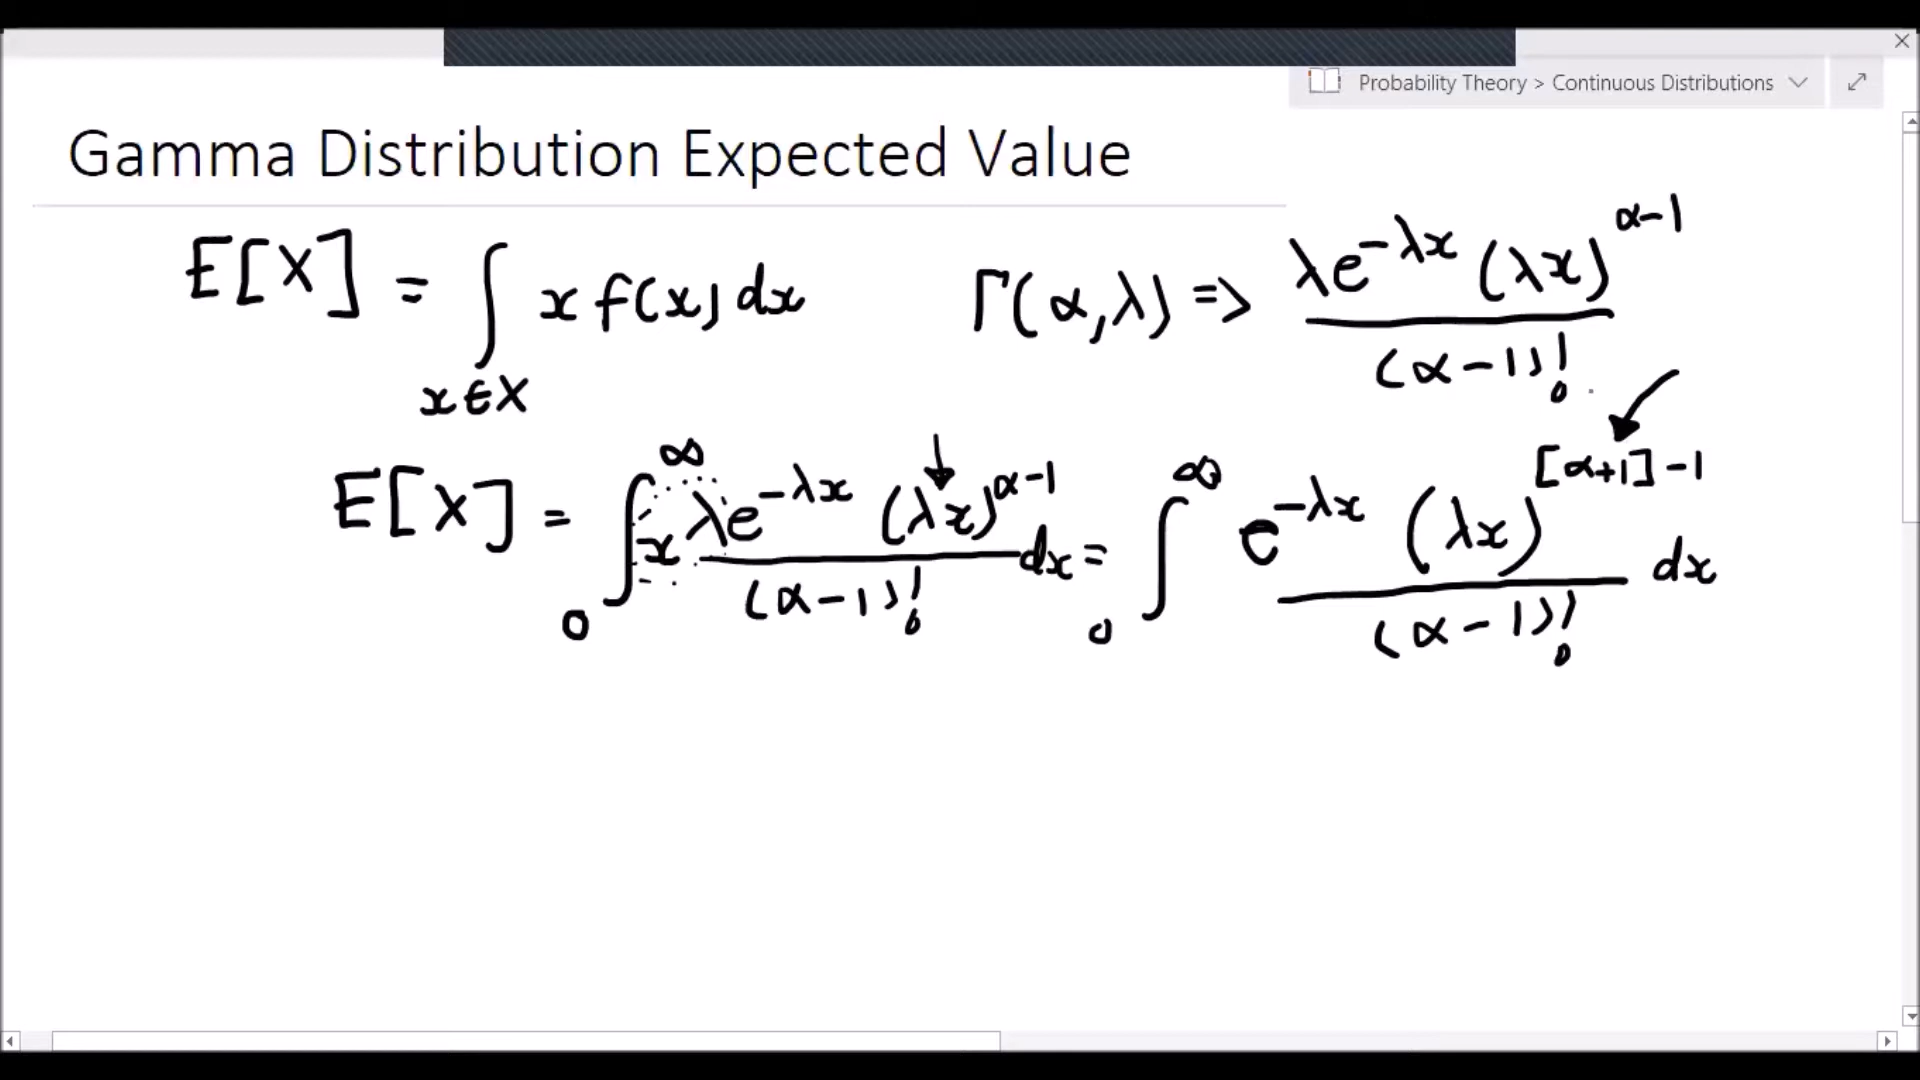 Probability Theory > Continuous Distributions
Gamma Distribution Expected Value
E[X] = ∫_{x∈X} x f(x) dx    Γ(α,λ) => λe^{-λx} (λx)^{α-1} / (α-1)!
E[X] = ∫_0^∞ x λe^{-λx} (λx)^{α-1} / (α-1)! dx = ∫_0^∞ e^{-λx} (λx)^{[α+1]-1} / (α-1)! dx